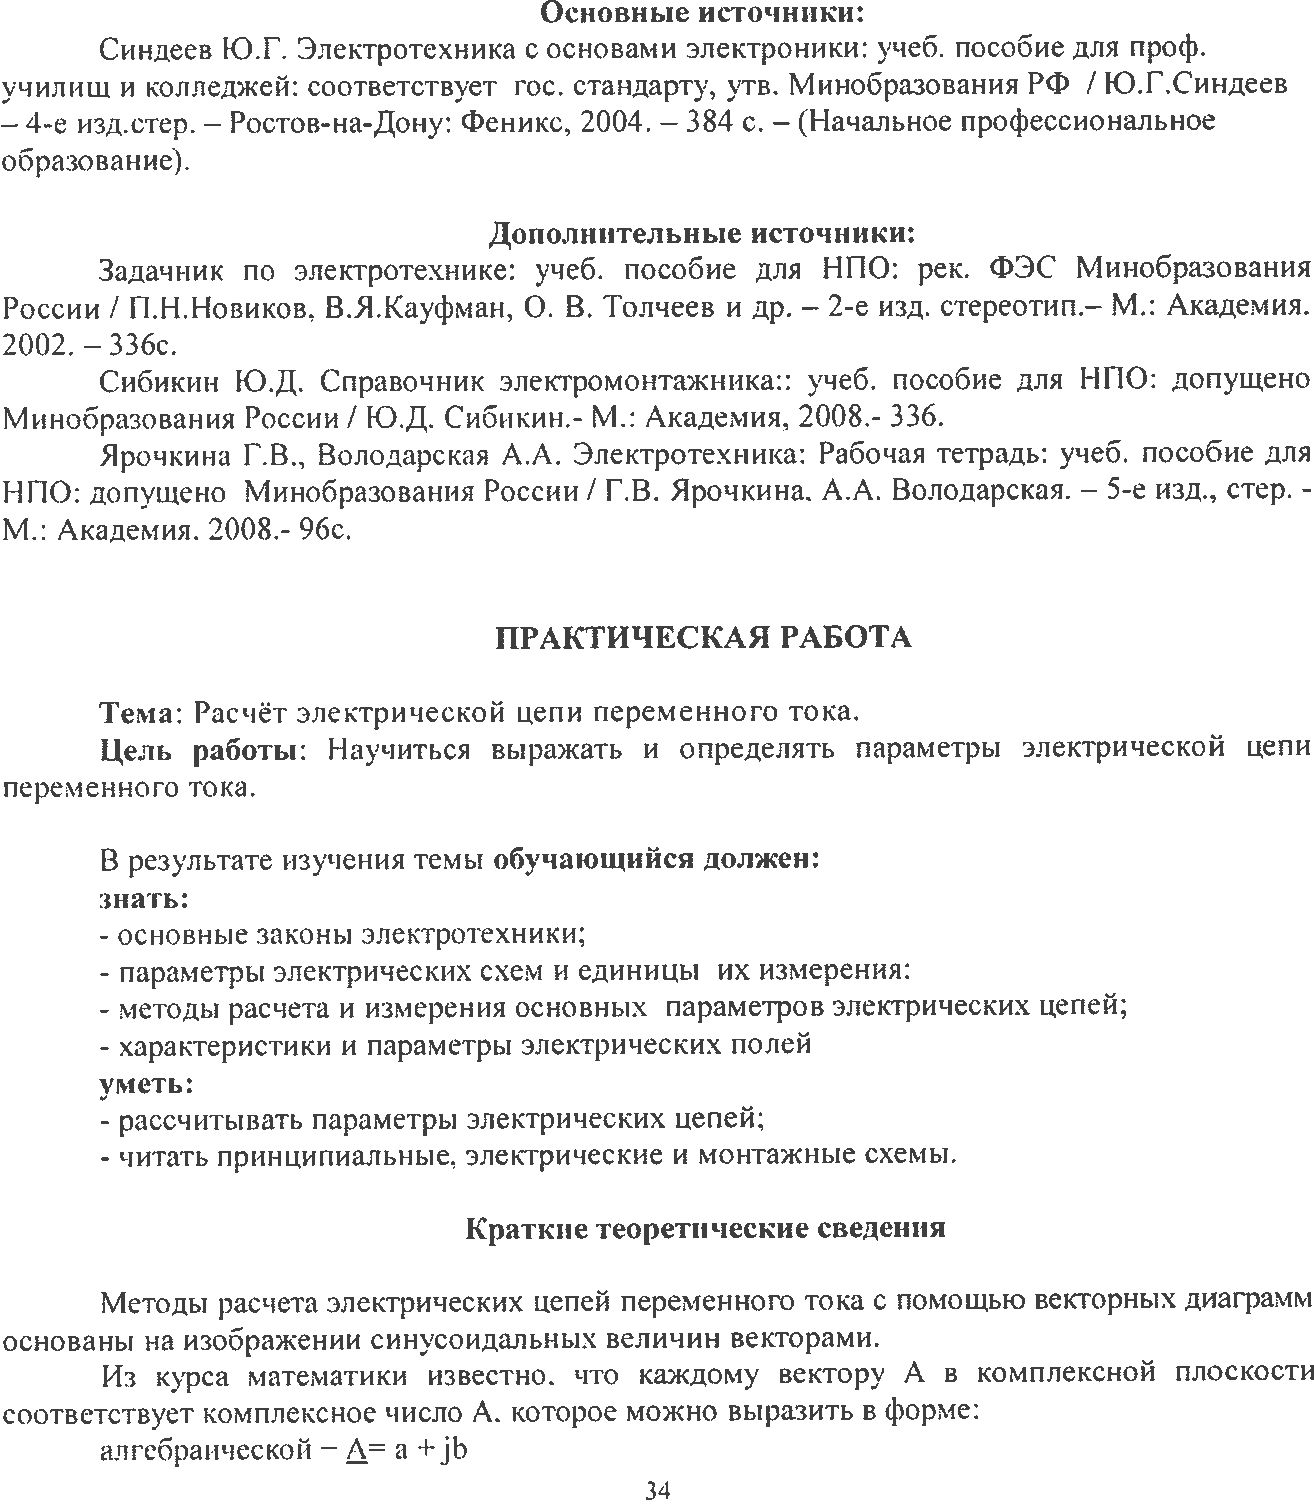 Основные источники:
Синдеев Ю.Г. Электротехника с основами электроники: учеб. пособие для проф.
училищ и колледжей: соответствует гос. стандарту, утв. Минобразования РФ / Ю.Г.Синдеев
– 4-е изд.стер. – Ростов-на-Дону: Феникс, 2004. – 384 с. – (Начальное профессиональное
образование).
Дополнительные источники:
Задачник по электротехнике: учеб. пособие для НПО: рек. ФЭС Минобразования
России / П.Н.Новиков, В.Я.Кауфман, О. В. Толчеев и др. – 2-е изд. стереотип.– М.: Академия.
2002. – 336с.
Сибикин Ю.Д. Справочник электромонтажника:: учеб. пособие для НПО: допущено
Минобразования России / Ю.Д. Сибикин.- М.: Академия, 2008.- 336.
Ярочкина Г.В., Володарская А.А. Электротехника: Рабочая тетрадь: учеб. пособие для
НПО: допущено Минобразования России / Г.В. Ярочкина. А.А. Володарская. – 5-е изд., стер. -
М.: Академия. 2008.- 96с.
ПРАКТИЧЕСКАЯ РАБОТА
Тема: Расчёт электрической цепи переменного тока.
Цель работы: Научиться выражать и определять параметры электрической цепи
переменного тока.
В результате изучения темы обучающийся должен:
знать:
- основные законы электротехники;
- параметры электрических схем и единицы их измерения:
- методы расчета и измерения основных параметров электрических цепей;
- характеристики и параметры электрических полей
уметь:
- рассчитывать параметры электрических цепей;
- читать принципиальные, электрические и монтажные схемы.
Краткие теоретические сведения
Методы расчета электрических цепей переменного тока с помощью векторных диаграмм
основаны на изображении синусоидальных величин векторами.
Из курса математики известно. что каждому вектору А в комплексной плоскости
соответствует комплексное число А. которое можно выразить в форме:
алгебраической – А= a + jb
34